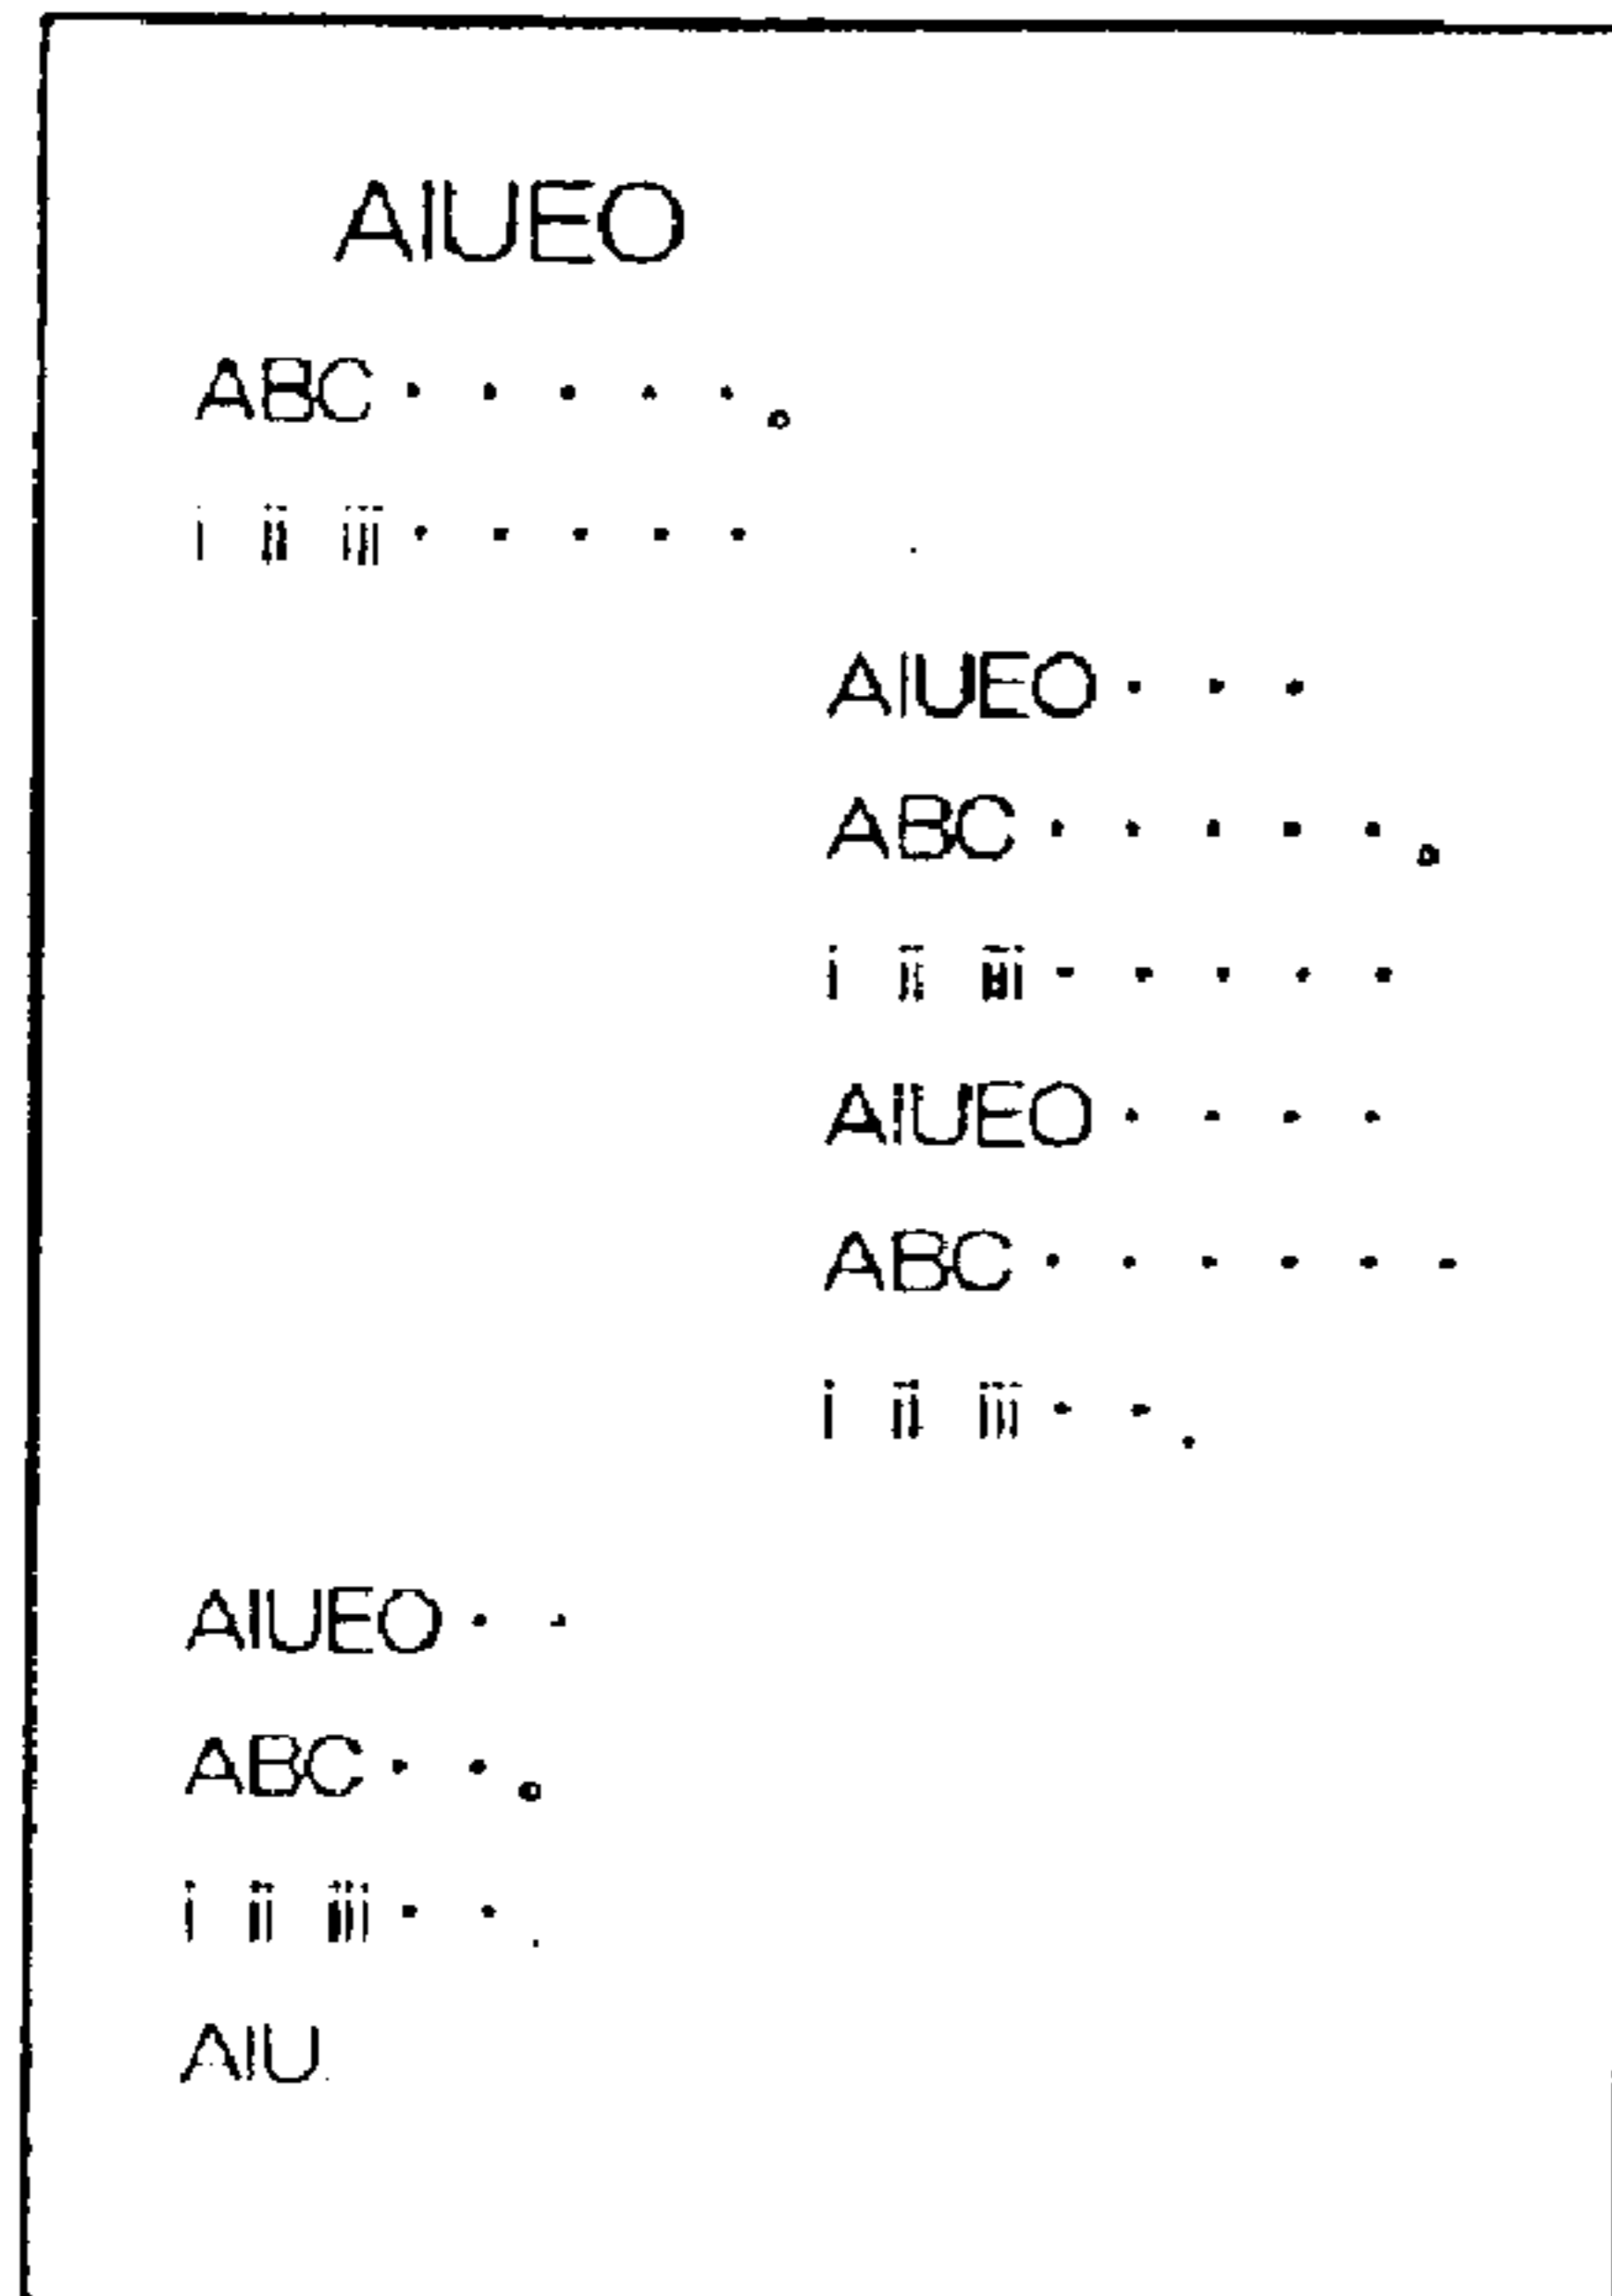 AIUEO
ABC・・・・・。
i ii iii・・・・・
AIUEO・・・
ABC・・・・・。
i ii iii・・・・・
AIUEO・・・・
ABC・・・・・・
i ii iii・・.
AIUEO・・
ABC・・。
i ii iii・・.
AIU